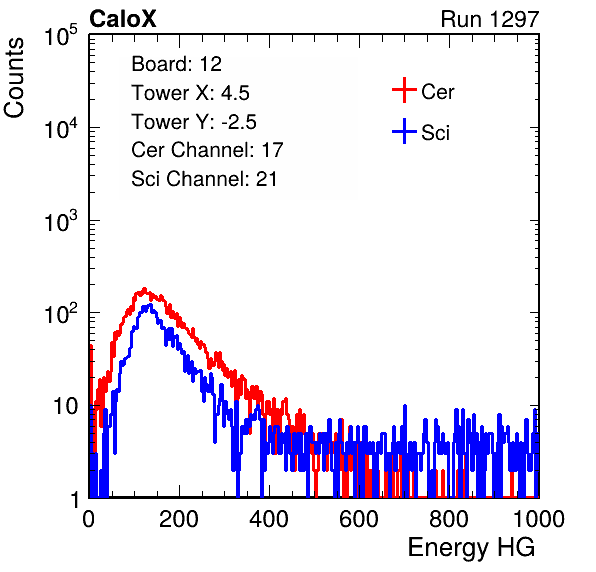 CaloX Run 1297
Counts
Board: 12
Tower X: 4.5
Tower Y: -2.5
Cer Channel: 17
Sci Channel: 21
Cer
Sci
10^5
10^4
10^3
10^2
10
1
0 200 400 600 800 1000
Energy HG